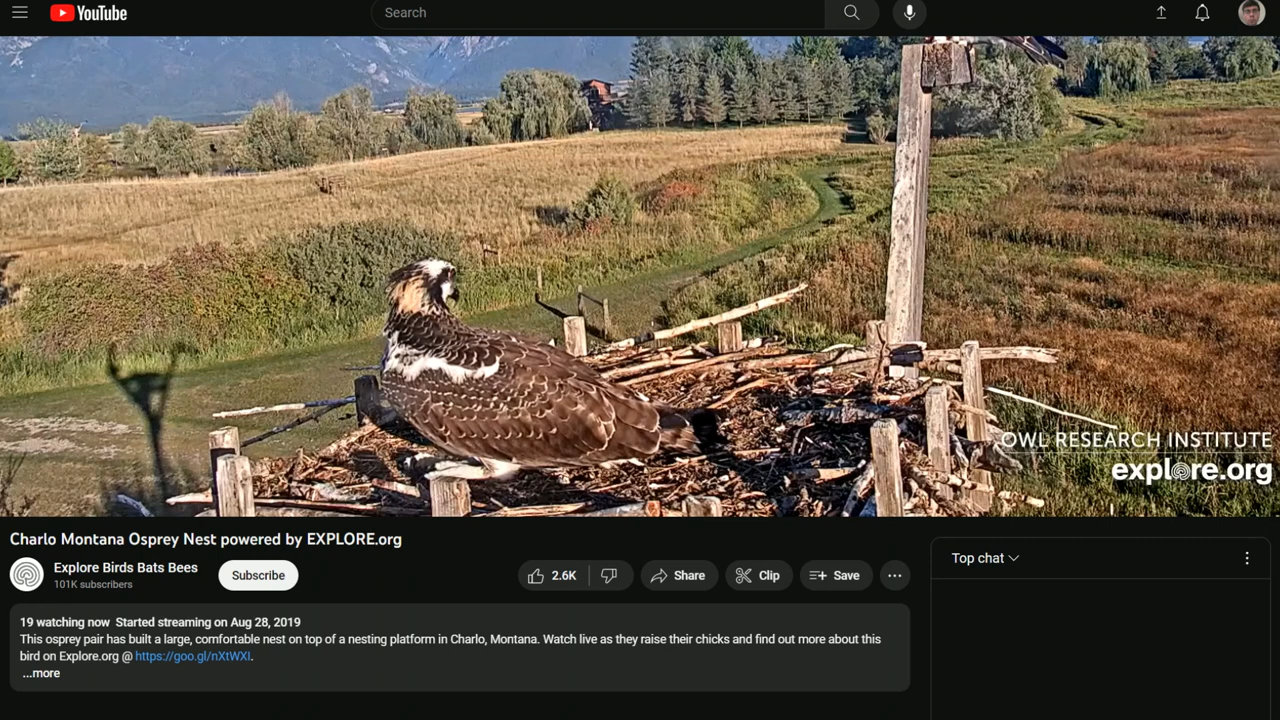 YouTube
Search
OWL RESEARCH INSTITUTE
explore.org
Charlo Montana Osprey Nest powered by EXPLORE.org
Explore Birds Bats Bees
101K subscribers
Subscribe
2.6K
Share
Clip
Save
Top chat
19 watching now Started streaming on Aug 28, 2019
This osprey pair has built a large, comfortable nest on top of a nesting platform in Charlo, Montana. Watch live as they raise their chicks and find out more about this
bird on Explore.org @ https://goo.gl/nXtWXI.
...more